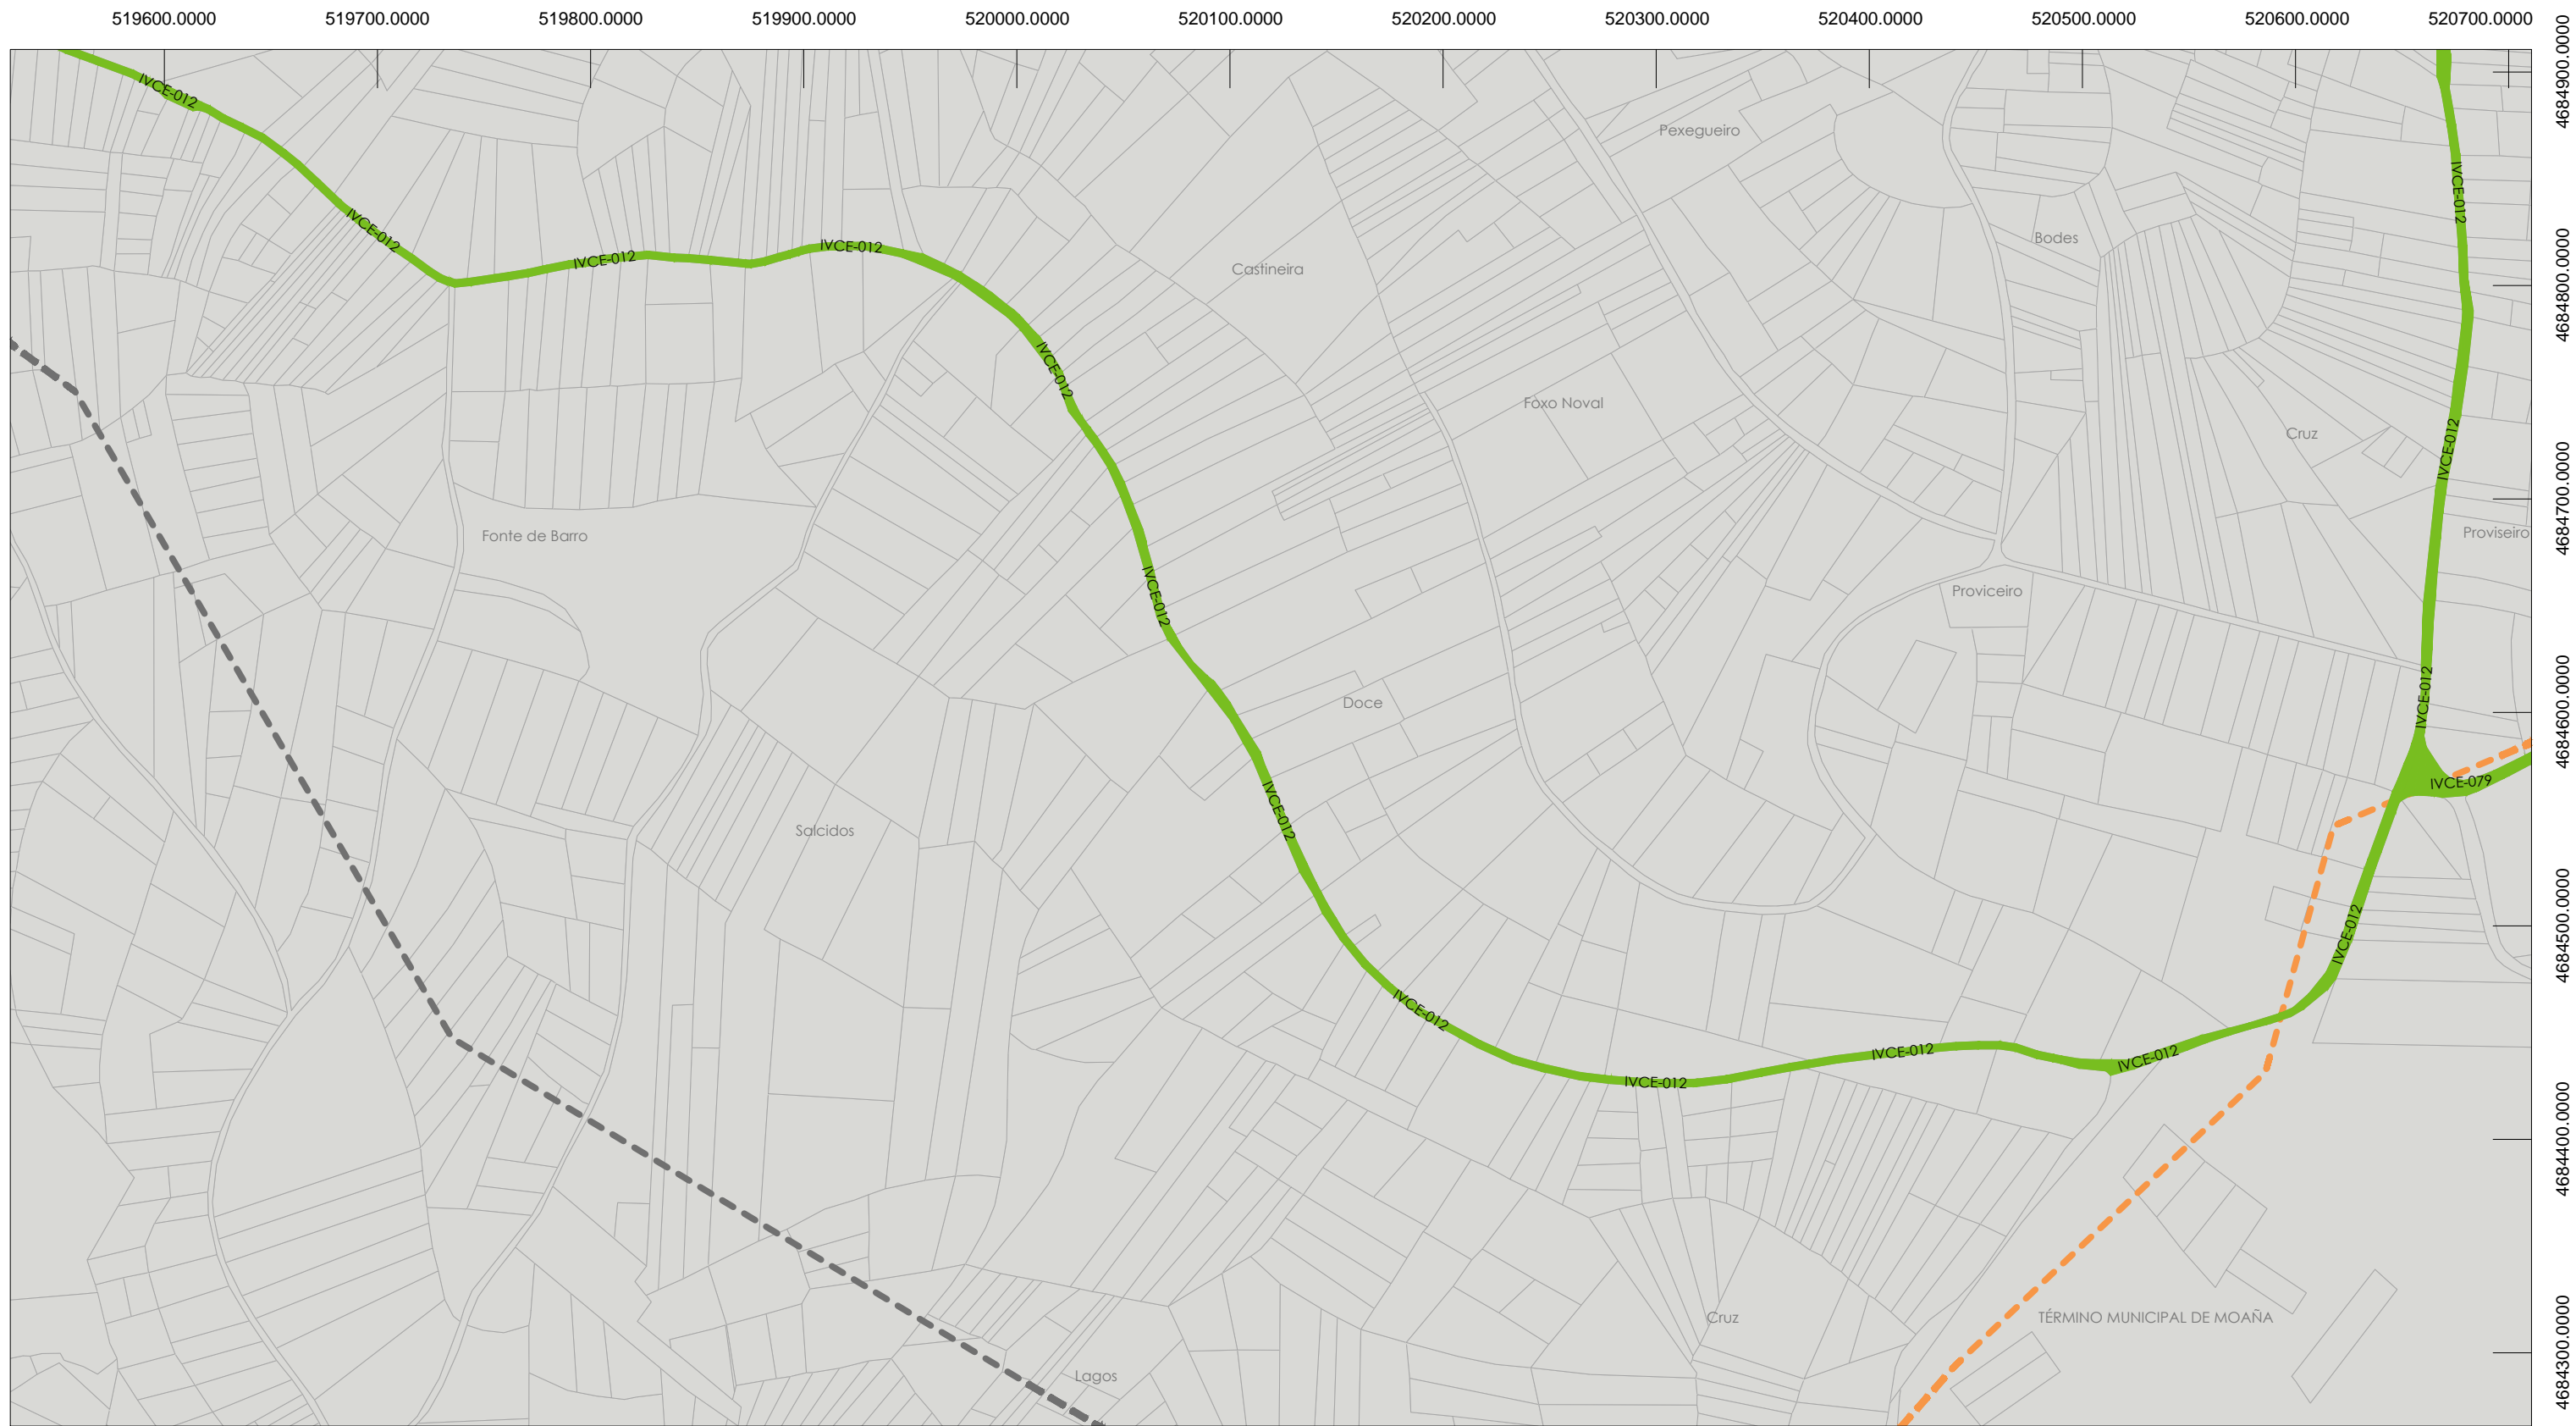 519600.0000
519700.0000
519800.0000
519900.0000
520000.0000
520100.0000
520200.0000
520300.0000
520400.0000
520500.0000
520600.0000
520700.0000
4684900.0000
IVCE-012
Pexegueiro
IVCE-012
IVCE-012
IVCE-012
IVCE-012
Bodes
IVCE-012
Castineira
4684800.0000
IVCE-012
Foxo Noval
Cruz
IVCE-012
4684700.0000
Fonte de Barro
Proviseiro
IVCE-012
Proviceiro
4684600.0000
IVCE-012
Doce
IVCE-079
IVCE-012
Salcidos
IVCE-012
4684500.0000
IVCE-012
IVCE-012
IVCE-012
IVCE-012
4684400.0000
Cruz
TÉRMINO MUNICIPAL DE MOAÑA
4684300.0000
Lagos